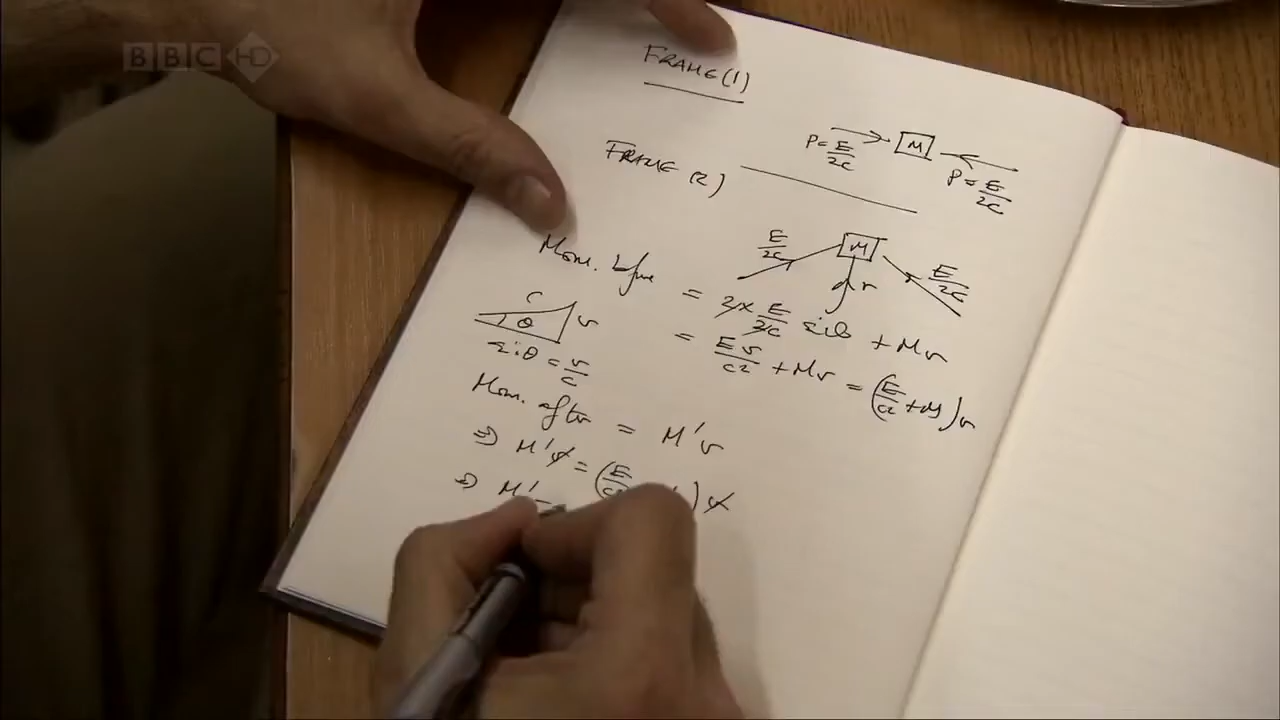 BBC HD
FRAME (1)
P = E/2c → [M] ← P = E/2c
FRAME (2)
E/2c [M] E/2c
v
Mom. before = 2 x E/2c sin θ + Mv
c θ v
sin θ = v/c
= Ev/c2 + Mv = (E/c2 + M) v
Mom. after = M'v
⇒ M'v = (E/c2 ) v
⇒ M' =